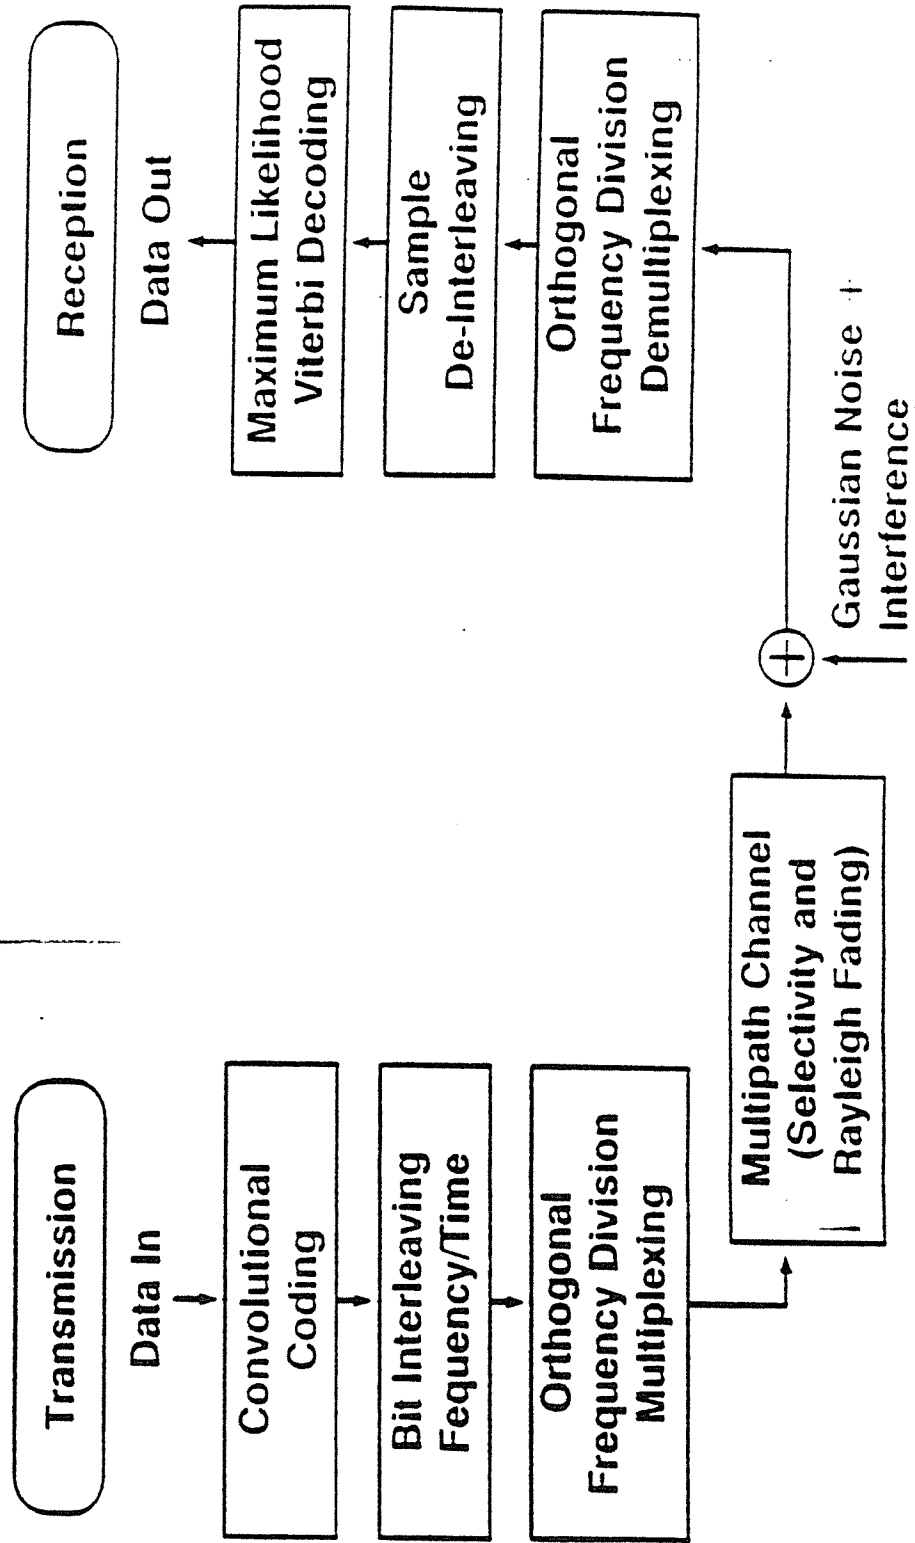 Transmission
Data In
Convolutional
Coding
Bit Interleaving
Fequency/Time
Orthogonal
Frequency Division
Multiplexing
Multipath Channel
(Selectivity and
Rayleigh Fading)
+
Gaussian Noise +
Interference
Reception
Data Out
Maximum Likelihood
Viterbi Decoding
Sample
De-Interleaving
Orthogonal
Frequency Division
Demultiplexing